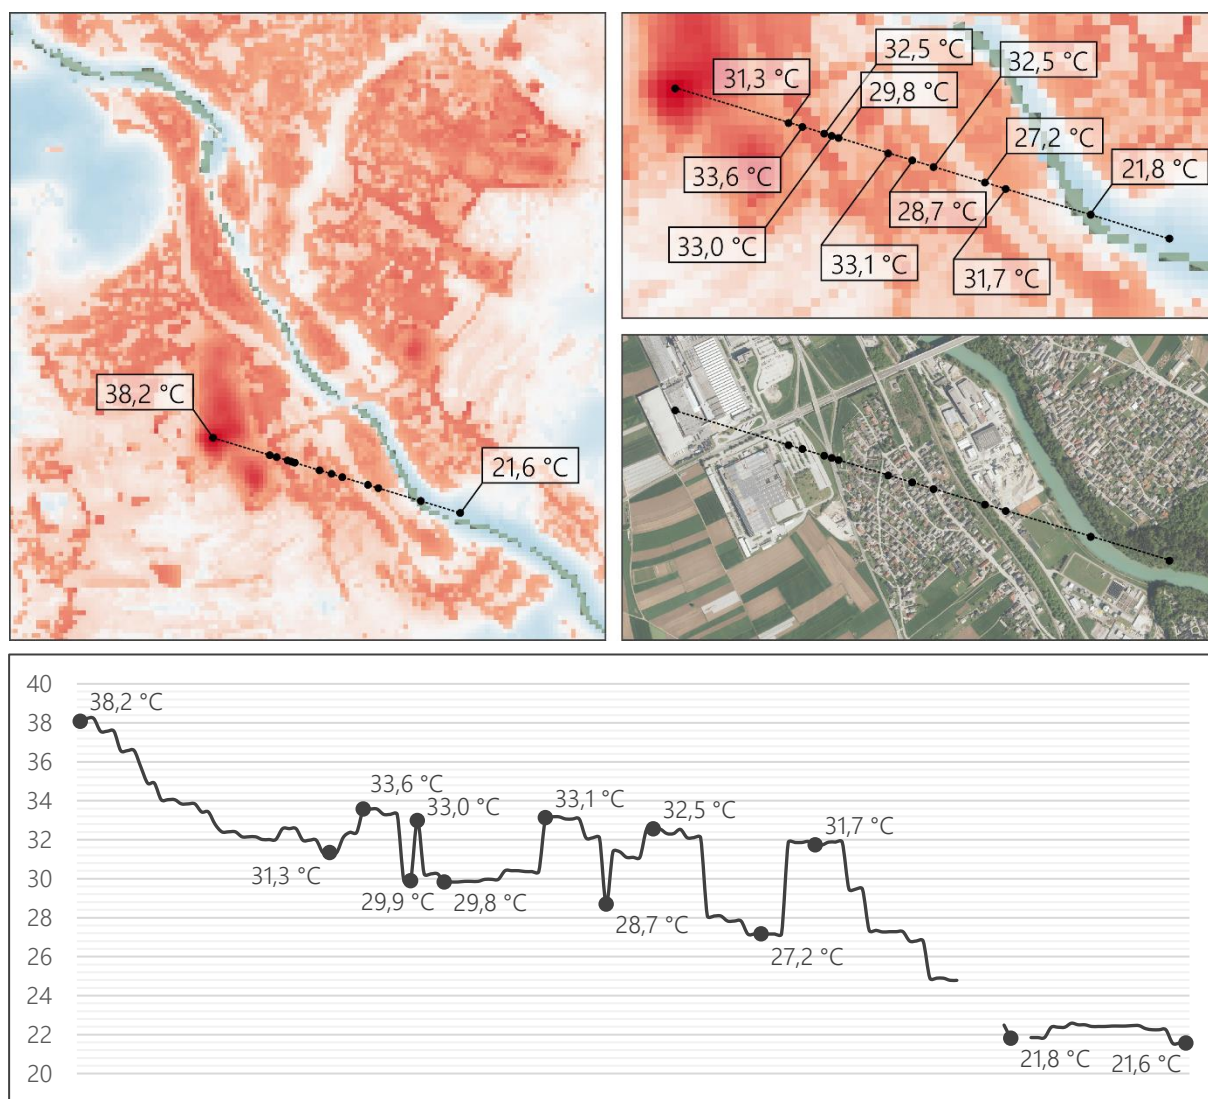 38,2 °C
21,6 °C
32,5 °C
32,5 °C
31,3 °C
29,8 °C
27,2 °C
21,8 °C
33,6 °C
28,7 °C
33,0 °C
33,1 °C
31,7 °C
40
38
36
34
32
30
28
26
24
22
20
38,2 °C
33,6 °C
33,0 °C
33,1 °C
32,5 °C
31,7 °C
31,3 °C
29,9 °C
29,8 °C
28,7 °C
27,2 °C
21,8 °C
21,6 °C